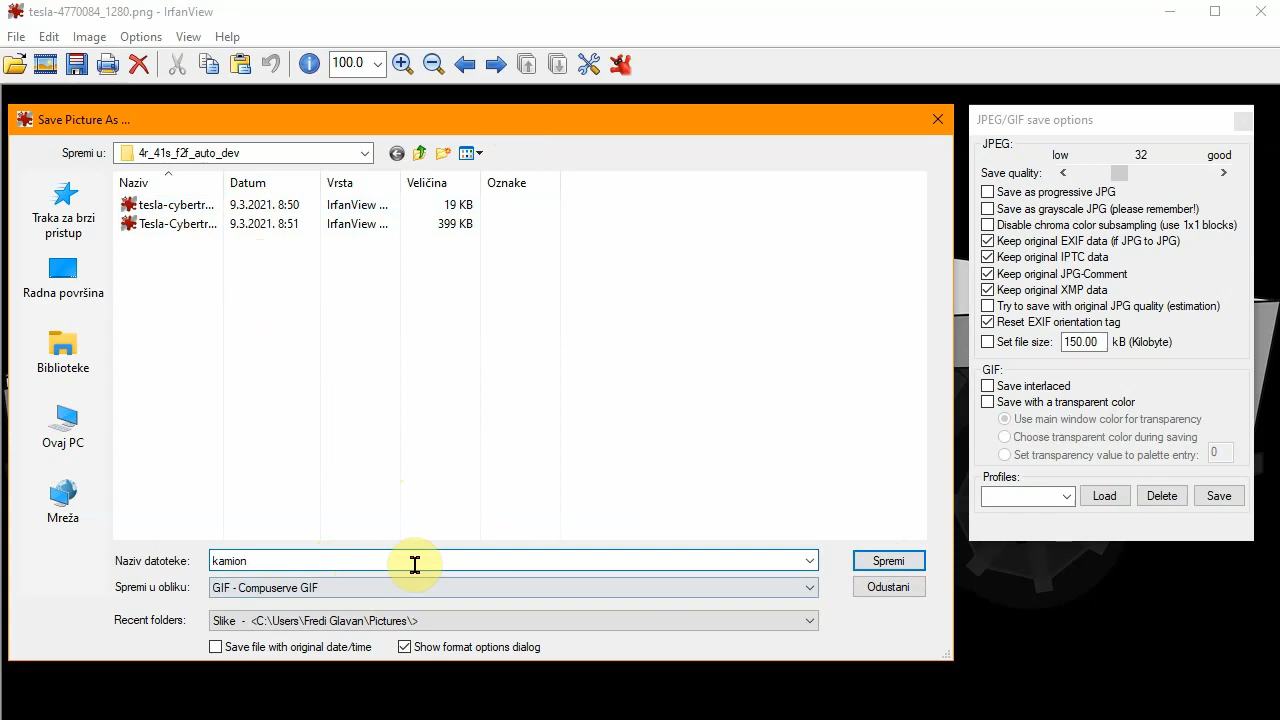 tesla-4770084_1280.png - IrfanView
File Edit Image Options View Help
100.0
Save Picture As ...
Spremi u: 4r_41s_f2f_auto_dev
Naziv Datum Vrsta Veličina Oznake
tesla-cybertr... 9.3.2021. 8:50 IrfanView ... 19 KB
Tesla-Cybertr... 9.3.2021. 8:51 IrfanView ... 399 KB
Traka za brzi
pristup
Radna površina
Biblioteke
Ovaj PC
Mreža
Naziv datoteke: kamion Spremi
Spremi u obliku: GIF - Compuserve GIF Odustani
Recent folders: Slike - <C:\Users\Fredi Glavan\Pictures\>
Save file with original date/time Show format options dialog
JPEG/GIF save options
JPEG:
low 32 good
Save quality:
Save as progressive JPG
Save as grayscale JPG (please remember!)
Disable chroma color subsampling (use 1x1 blocks)
Keep original EXIF data (if JPG to JPG)
Keep original IPTC data
Keep original JPG-Comment
Keep original XMP data
Try to save with original JPG quality (estimation)
Reset EXIF orientation tag
Set file size: 150.00 kB (Kilobyte)
GIF:
Save interlaced
Save with a transparent color
Use main window color for transparency
Choose transparent color during saving
Set transparency value to palette entry: 0
Profiles:
Load Delete Save